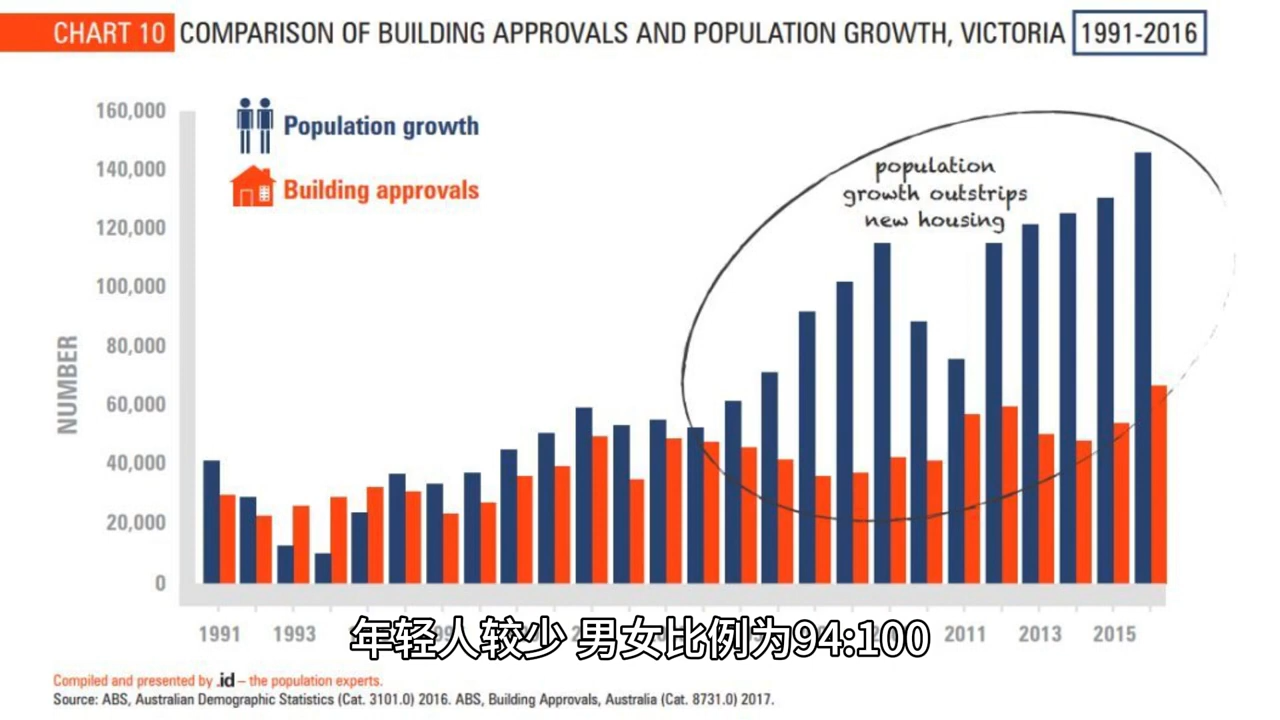 CHART 10 COMPARISON OF BUILDING APPROVALS AND POPULATION GROWTH, VICTORIA 1991-2016
160,000
140,000
120,000
100,000
80,000
60,000
40,000
20,000
0
NUMBER
Population growth
Building approvals
population
growth outstrips
new housing
1991 1993 2011 2013 2015
年轻人较少 男女比例为94:100
Compiled and presented by .id – the population experts.
Source: ABS, Australian Demographic Statistics (Cat. 3101.0) 2016. ABS, Building Approvals, Australia (Cat. 8731.0) 2017.